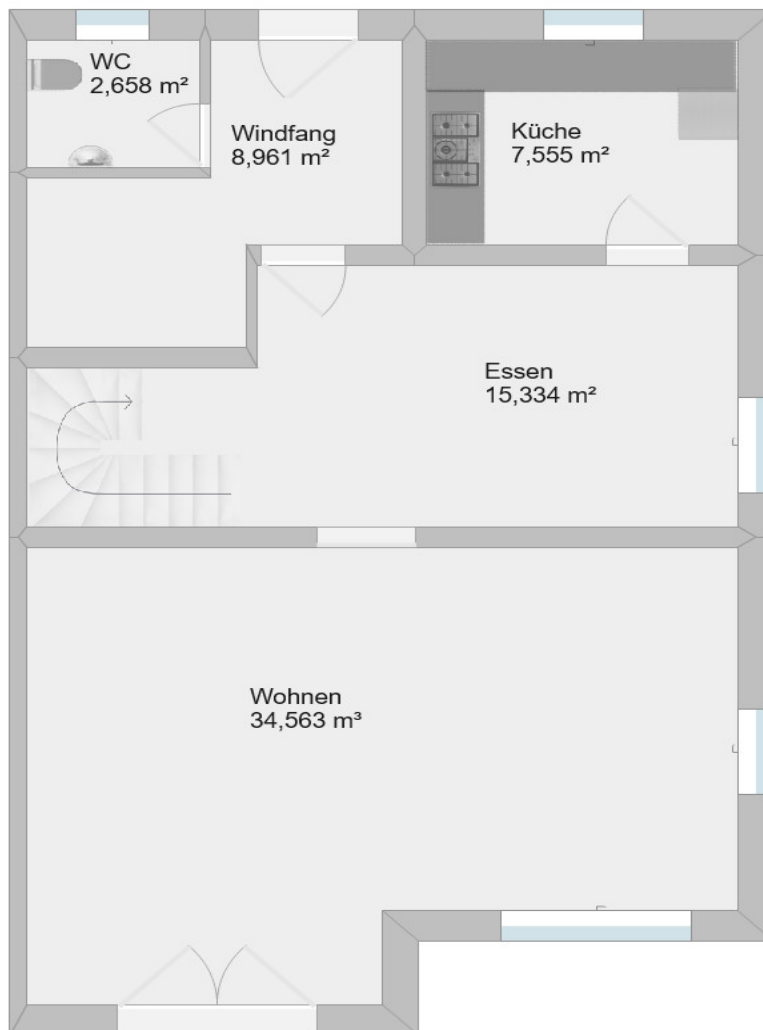 WC
2,658 m²
Windfang
8,961 m²
Küche
7,555 m²
Essen
15,334 m²
Wohnen
34,563 m²